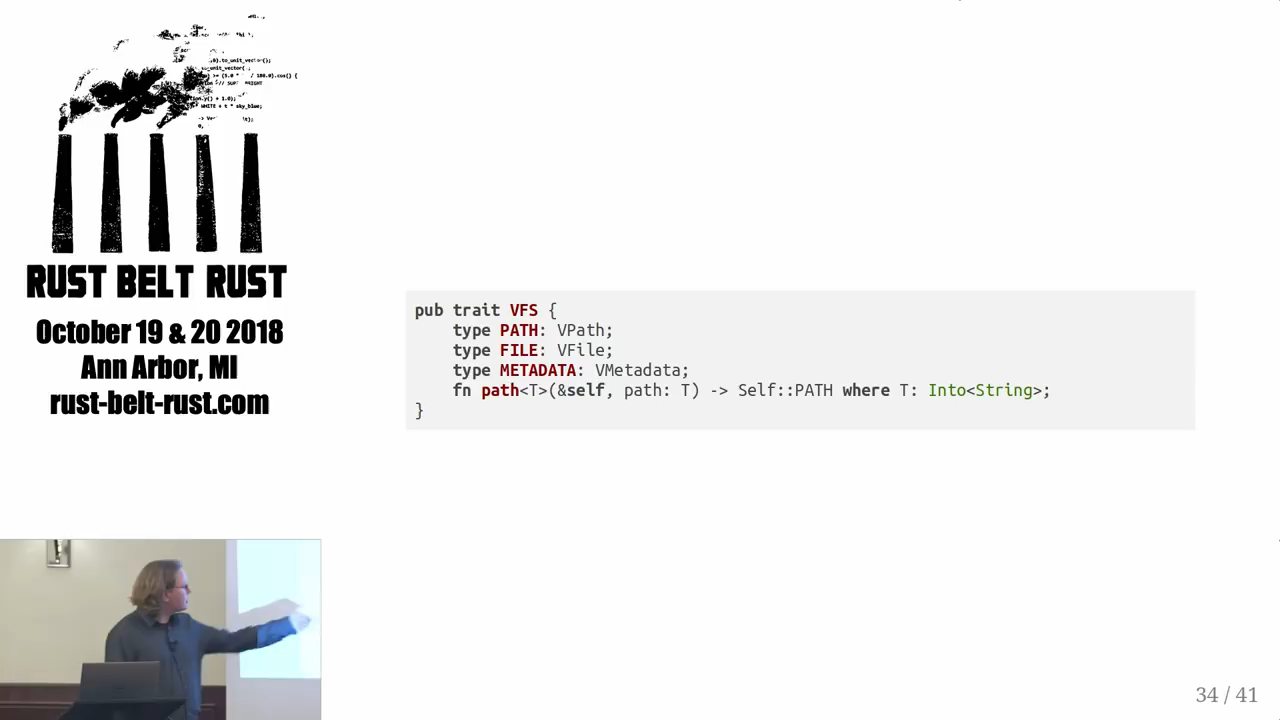 RUST BELT RUST
October 19 & 20 2018
Ann Arbor, MI
rust-belt-rust.com
pub trait VFS {
    type PATH: VPath;
    type FILE: VFile;
    type METADATA: VMetadata;
    fn path<T>(&self, path: T) -> Self::PATH where T: Into<String>;
}
34 / 41